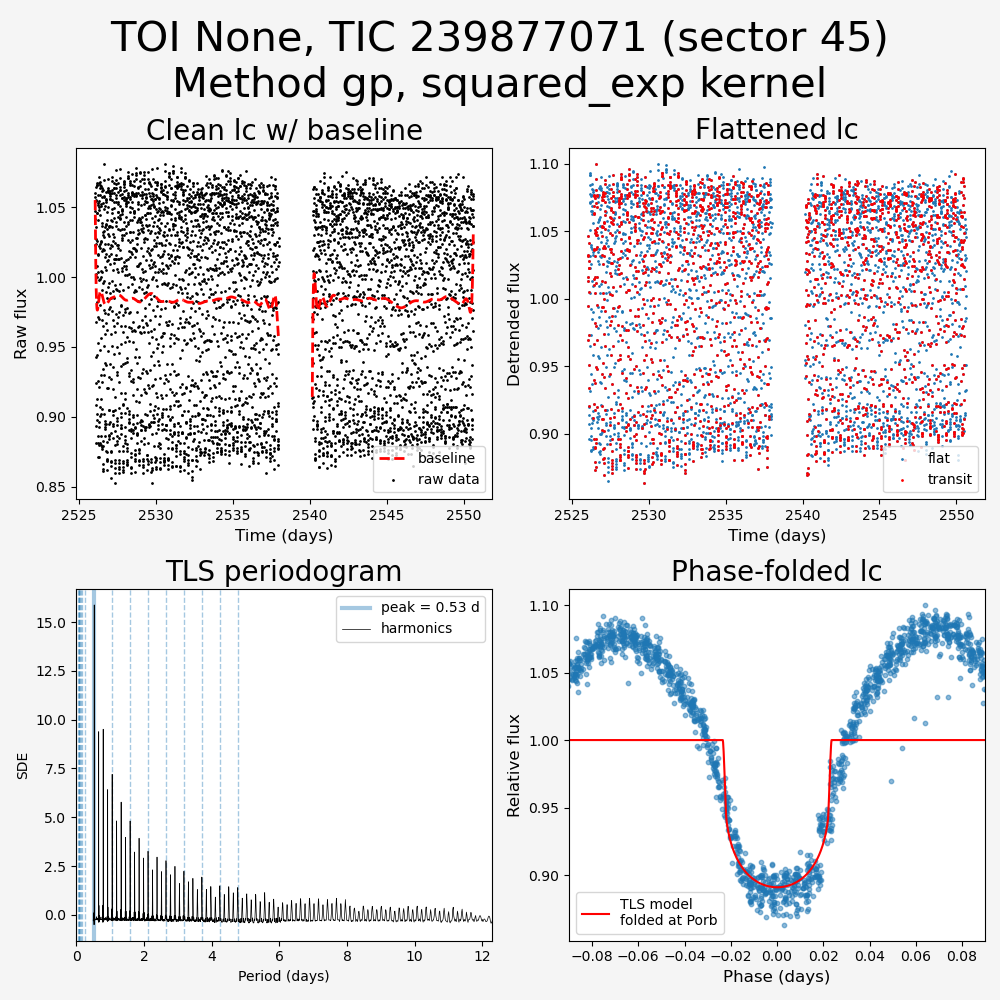 TOI None, TIC 239877071 (sector 45)
Method gp, squared_exp kernel
Clean lc w/ baseline
Raw flux
1.05
1.00
0.95
0.90
0.85
baseline
raw data
2525 2530 2535 2540 2545 2550
Time (days)
Flattened lc
Detrended flux
1.10
1.05
1.00
0.95
0.90
flat
transit
2525 2530 2535 2540 2545 2550
Time (days)
TLS periodogram
SDE
15.0
12.5
10.0
7.5
5.0
2.5
0.0
peak = 0.53 d
harmonics
0 2 4 6 8 10 12
Period (days)
Phase-folded lc
Relative flux
1.10
1.05
1.00
0.95
0.90
TLS model
folded at Porb
−0.08 −0.06 −0.04 −0.02 0.00 0.02 0.04 0.06 0.08
Phase (days)